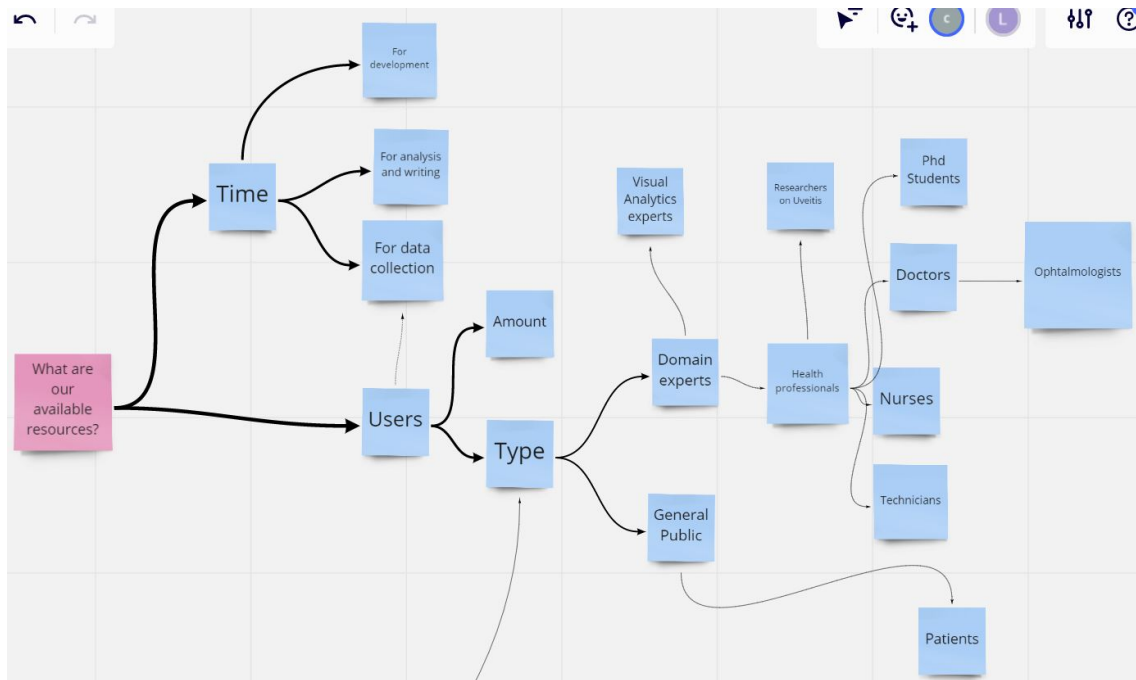 c
L
?
For
development
For analysis
and writing
Time
For data
collection
Visual
Analytics
experts
Researchers
on Uveitis
Phd
Students
Doctors
Ophtalmologists
Amount
Domain
experts
Health
professionals
What are
our
available
resources?
Users
Type
Nurses
General
Public
Technicians
Patients